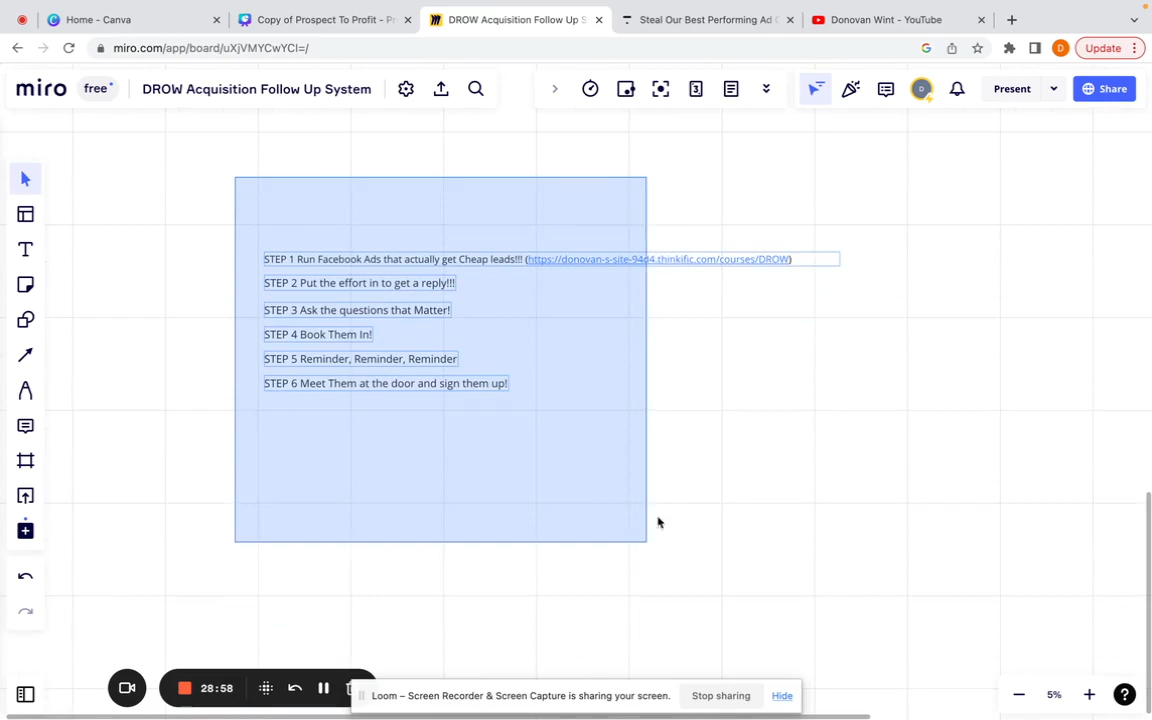 Home - Canva
Copy of Prospect To Profit - Pr
DROW Acquisition Follow Up S
Steal Our Best Performing Ad C
Donovan Wint - YouTube
miro.com/app/board/uXjVMYCwYCI=/
Update
miro
free
DROW Acquisition Follow Up System
3
D
Present
Share
STEP 1 Run Facebook Ads that actually get Cheap leads!!! (https://donovan-s-site-94d4.thinkific.com/courses/DROW)
STEP 2 Put the effort in to get a reply!!!
STEP 3 Ask the questions that Matter!
STEP 4 Book Them In!
STEP 5 Reminder, Reminder, Reminder
STEP 6 Meet Them at the door and sign them up!
28:58
Loom – Screen Recorder & Screen Capture is sharing your screen.
Stop sharing
Hide
5%